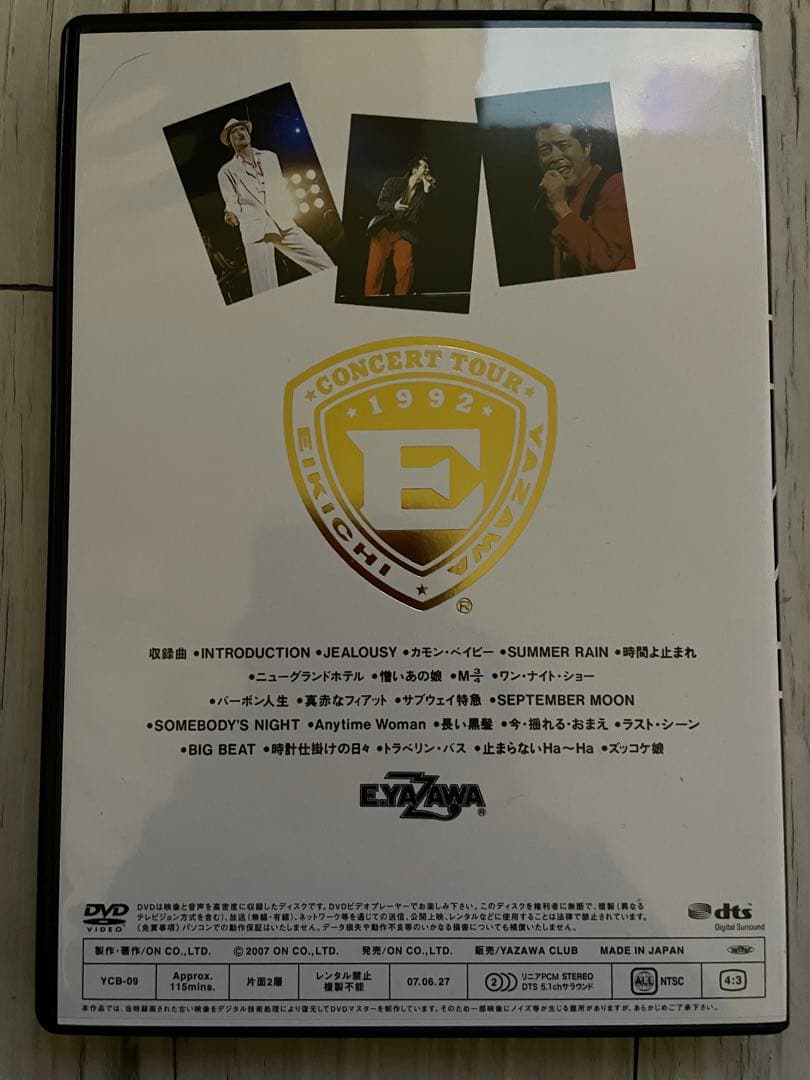 ★CONCERT TOUR★
★1992★
E
EIKICHI ★ YAZAWA
®
収録曲 •INTRODUCTION •JEALOUSY •カモン・ベイビー •SUMMER RAIN •時間よ止まれ
•ニューグランドホテル •憎いあの娘 •M3/4 •ワン・ナイト・ショー
•バーボン人生 •真赤なフィアット •サブウェイ特急 •SEPTEMBER MOON
•SOMEBODY'S NIGHT •Anytime Woman •長い黒髪 •今・揺れる・おまえ •ラスト・シーン
•BIG BEAT •時計仕掛けの日々 •トラベリン・バス •止まらないHa〜Ha •ズッコケ娘
E.YAZAWA®
DVD VIDEO
DVDは映像と音声を高密度に収録したディスクです。DVDビデオプレーヤーでお楽しみ下さい。このディスクを権利者に無断で、複製(異なる
テレビジョン方式を含む)、放送(無線・有線)、ネットワーク等を通じての送信、公開上映、レンタルなどに使用することは法律で禁止されています。
(免責事項)パソコンでの動作保証はいたしません。データ損失や動作不良等のいかなる損害についても補償いたしません。
dts
Digital Surround
製作・著作/ON CO.,LTD. ©2007 ON CO.,LTD. 発売/ON CO.,LTD. 販売/YAZAWA CLUB MADE IN JAPAN
YCB-09 Approx. 115mins. 片面2層 レンタル禁止 複製不能 07.06.27 2 リニアPCM STEREO DTS 5.1chサラウンド ALL NTSC 4:3
本作品では、当時録画された古い映像をデジタル技術処理により復元してDVDマスターを制作しています。そのため一部映像にノイズ等が生じる箇所がありますが、あらかじめご了承下さい。